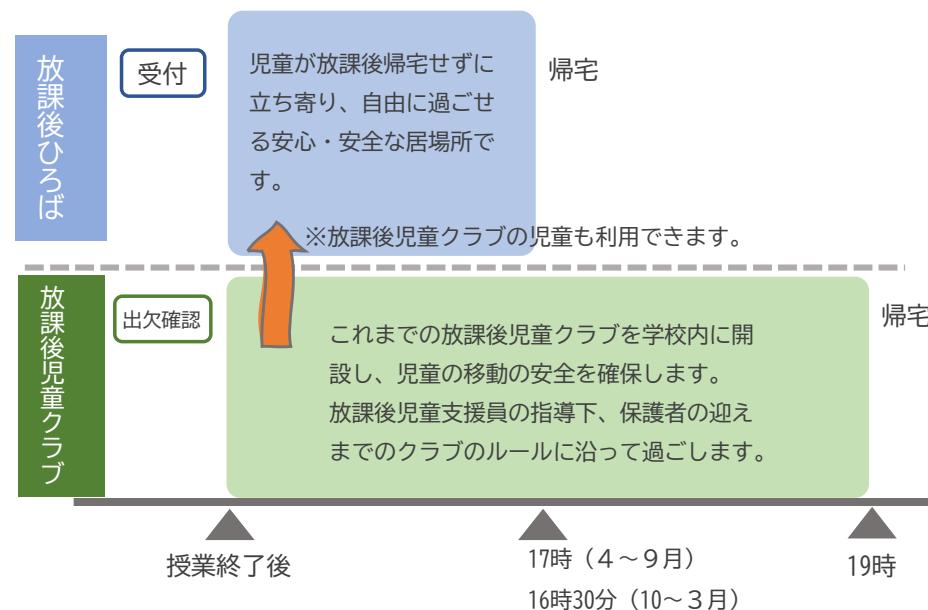 放課後ひろば
受付
児童が放課後帰宅せずに
立ち寄り、自由に過ごせ
る安心・安全な居場所で
す。
帰宅
※放課後児童クラブの児童も利用できます。
放課後児童クラブ
出欠確認
これまでの放課後児童クラブを学校内に開
設し、児童の移動の安全を確保します。
放課後児童支援員の指導下、保護者の迎え
までのクラブのルールに沿って過ごします。
帰宅
授業終了後
17時（４～９月）
16時30分（10～３月）
19時